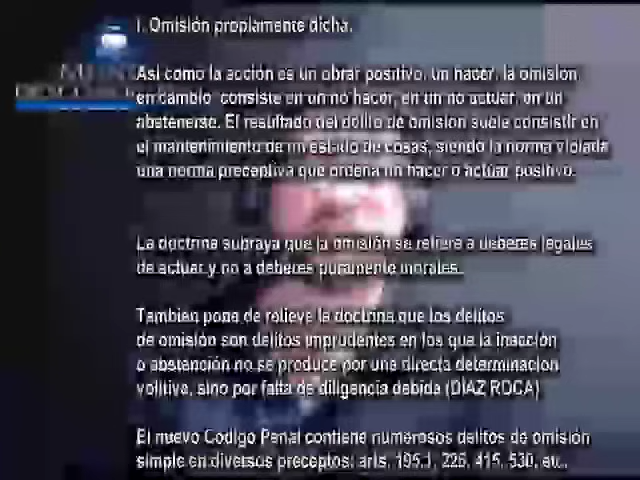 I. Omisión propiamente dicha.
Así como la acción es un obrar positivo, un hacer, la omisión
en cambio consiste en un no hacer, en un no actuar, en un
abstenerse. El resultado del delito de omisión suele consistir en
el mantenimiento de un estado de cosas, siendo la norma violada
una norma preceptiva que ordena un hacer o actuar positivo.
La doctrina subraya que la omisión se refiere a deberes legales
de actuar y no a deberes puramente morales.
Tambien pone de relieve la doctrina que los delitos
de omisión son delitos imprudentes en los que la inacción
o abstención no se produce por una directa determinacion
volitiva, sino por falta de diligencia debida (DIAZ ROCA)
El nuevo Codigo Penal contiene numerosos delitos de omisión
simple en diversos preceptos: arts. 195.1, 226, 415, 530, etc.